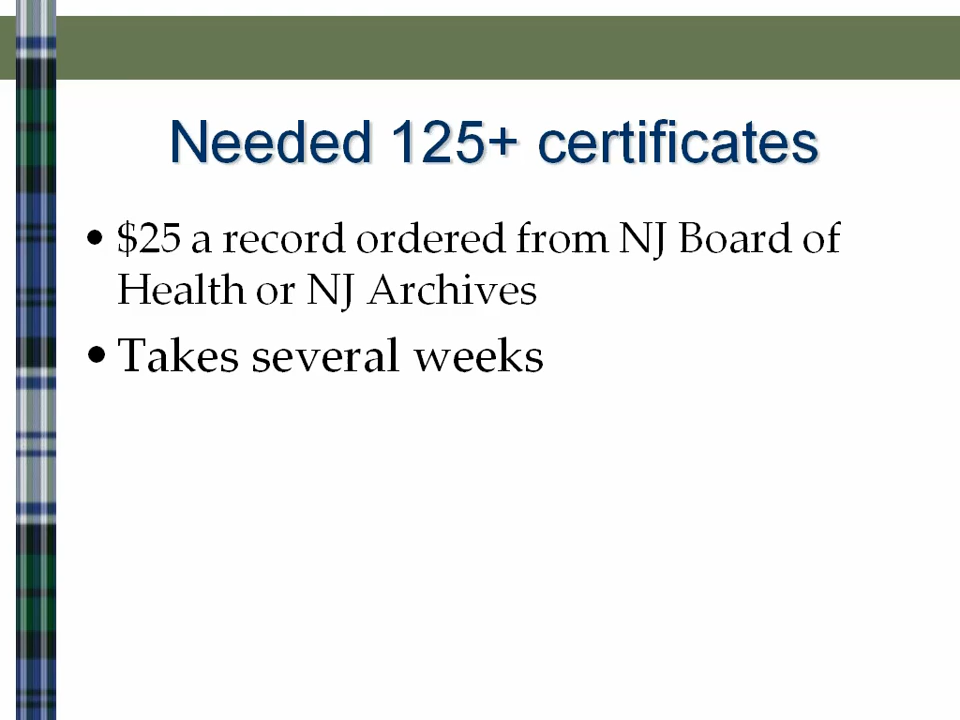 Needed 125+ certificates
• $25 a record ordered from NJ Board of
Health or NJ Archives
• Takes several weeks